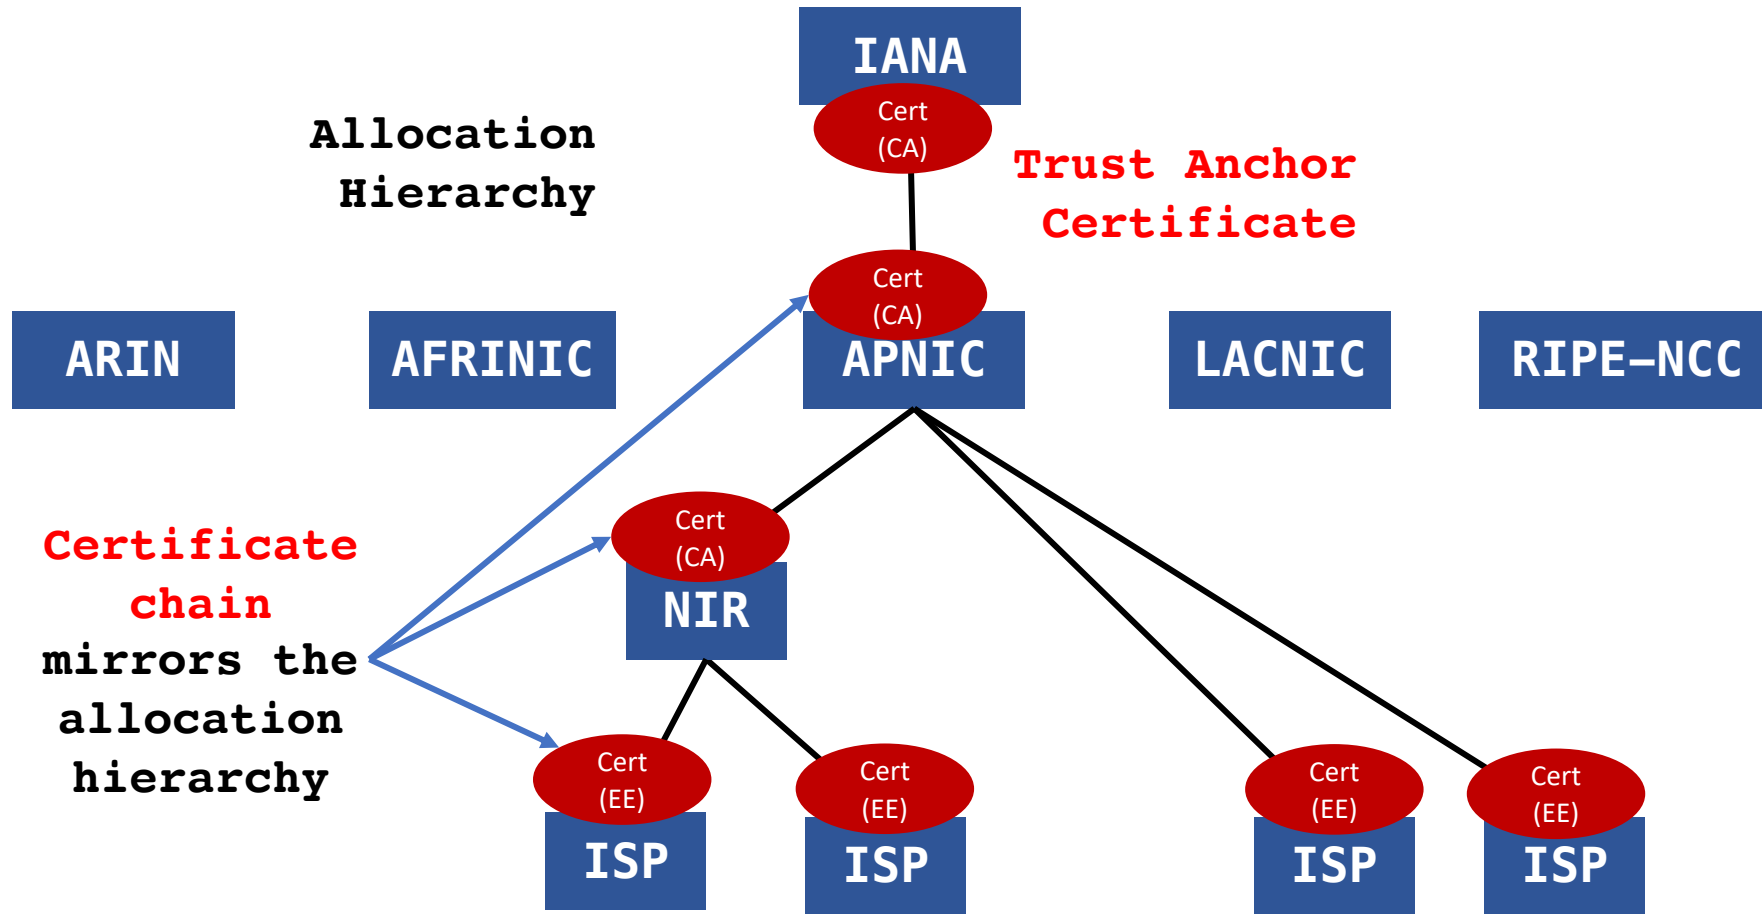 IANA
Cert
(CA)
Allocation
Hierarchy
Trust Anchor
Certificate
Cert
(CA)
ARIN
AFRINIC
APNIC
LACNIC
RIPE–NCC
Certificate
chain
mirrors the
allocation
hierarchy
Cert
(CA)
NIR
Cert
(EE)
ISP
Cert
(EE)
ISP
Cert
(EE)
ISP
Cert
(EE)
ISP